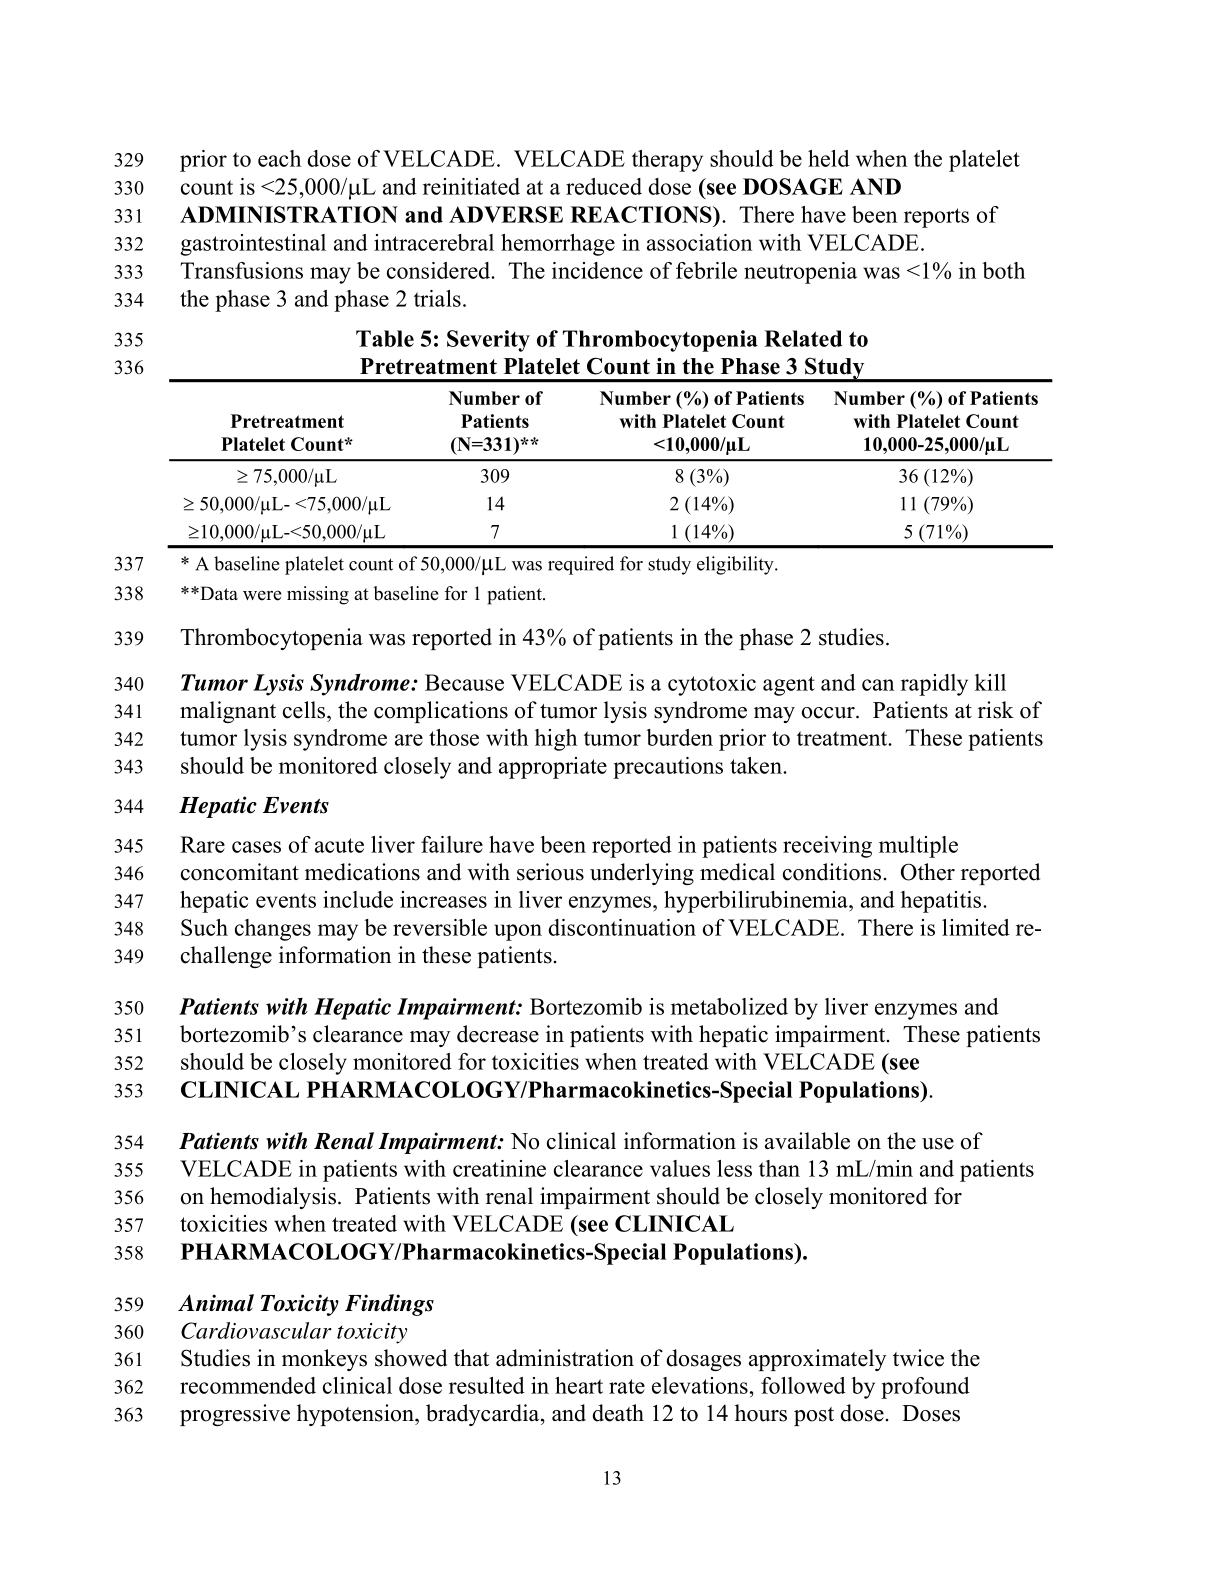 329 prior to each dose of VELCADE. VELCADE therapy should be held when the platelet
330 count is <25,000/µL and reinitiated at a reduced dose (see DOSAGE AND
331 ADMINISTRATION and ADVERSE REACTIONS). There have been reports of
332 gastrointestinal and intracerebral hemorrhage in association with VELCADE.
333 Transfusions may be considered. The incidence of febrile neutropenia was <1% in both
334 the phase 3 and phase 2 trials.
335 Table 5: Severity of Thrombocytopenia Related to
336 Pretreatment Platelet Count in the Phase 3 Study
Number of Number (%) of Patients Number (%) of Patients
Pretreatment Patients with Platelet Count with Platelet Count
Platelet Count* (N=331)** <10,000/µL 10,000-25,000/µL
≥ 75,000/µL 309 8 (3%) 36 (12%)
≥ 50,000/µL- <75,000/µL 14 2 (14%) 11 (79%)
≥10,000/µL-<50,000/µL 7 1 (14%) 5 (71%)
337 * A baseline platelet count of 50,000/µL was required for study eligibility.
338 **Data were missing at baseline for 1 patient.
339 Thrombocytopenia was reported in 43% of patients in the phase 2 studies.
340 Tumor Lysis Syndrome: Because VELCADE is a cytotoxic agent and can rapidly kill
341 malignant cells, the complications of tumor lysis syndrome may occur. Patients at risk of
342 tumor lysis syndrome are those with high tumor burden prior to treatment. These patients
343 should be monitored closely and appropriate precautions taken.
344 Hepatic Events
345 Rare cases of acute liver failure have been reported in patients receiving multiple
346 concomitant medications and with serious underlying medical conditions. Other reported
347 hepatic events include increases in liver enzymes, hyperbilirubinemia, and hepatitis.
348 Such changes may be reversible upon discontinuation of VELCADE. There is limited re-
349 challenge information in these patients.
350 Patients with Hepatic Impairment: Bortezomib is metabolized by liver enzymes and
351 bortezomib’s clearance may decrease in patients with hepatic impairment. These patients
352 should be closely monitored for toxicities when treated with VELCADE (see
353 CLINICAL PHARMACOLOGY/Pharmacokinetics-Special Populations).
354 Patients with Renal Impairment: No clinical information is available on the use of
355 VELCADE in patients with creatinine clearance values less than 13 mL/min and patients
356 on hemodialysis. Patients with renal impairment should be closely monitored for
357 toxicities when treated with VELCADE (see CLINICAL
358 PHARMACOLOGY/Pharmacokinetics-Special Populations).
359 Animal Toxicity Findings
360 Cardiovascular toxicity
361 Studies in monkeys showed that administration of dosages approximately twice the
362 recommended clinical dose resulted in heart rate elevations, followed by profound
363 progressive hypotension, bradycardia, and death 12 to 14 hours post dose. Doses
13